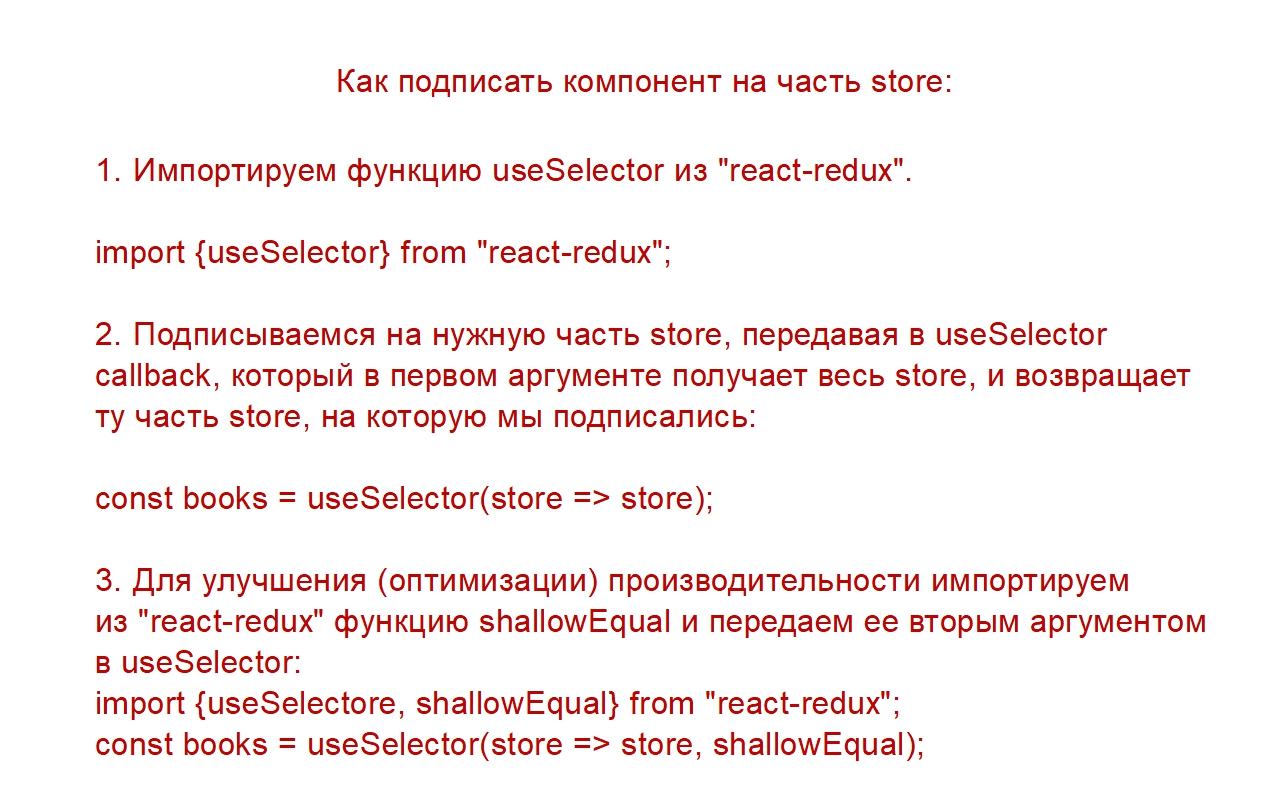 Как подписать компонент на часть store:
1. Импортируем функцию useSelector из "react-redux".
import {useSelector} from "react-redux";
2. Подписываемся на нужную часть store, передавая в useSelector
callback, который в первом аргументе получает весь store, и возвращает
ту часть store, на которую мы подписались:
const books = useSelector(store => store);
3. Для улучшения (оптимизации) производительности импортируем
из "react-redux" функцию shallowEqual и передаем ее вторым аргументом
в useSelector:
import {useSelectore, shallowEqual} from "react-redux";
const books = useSelector(store => store, shallowEqual);